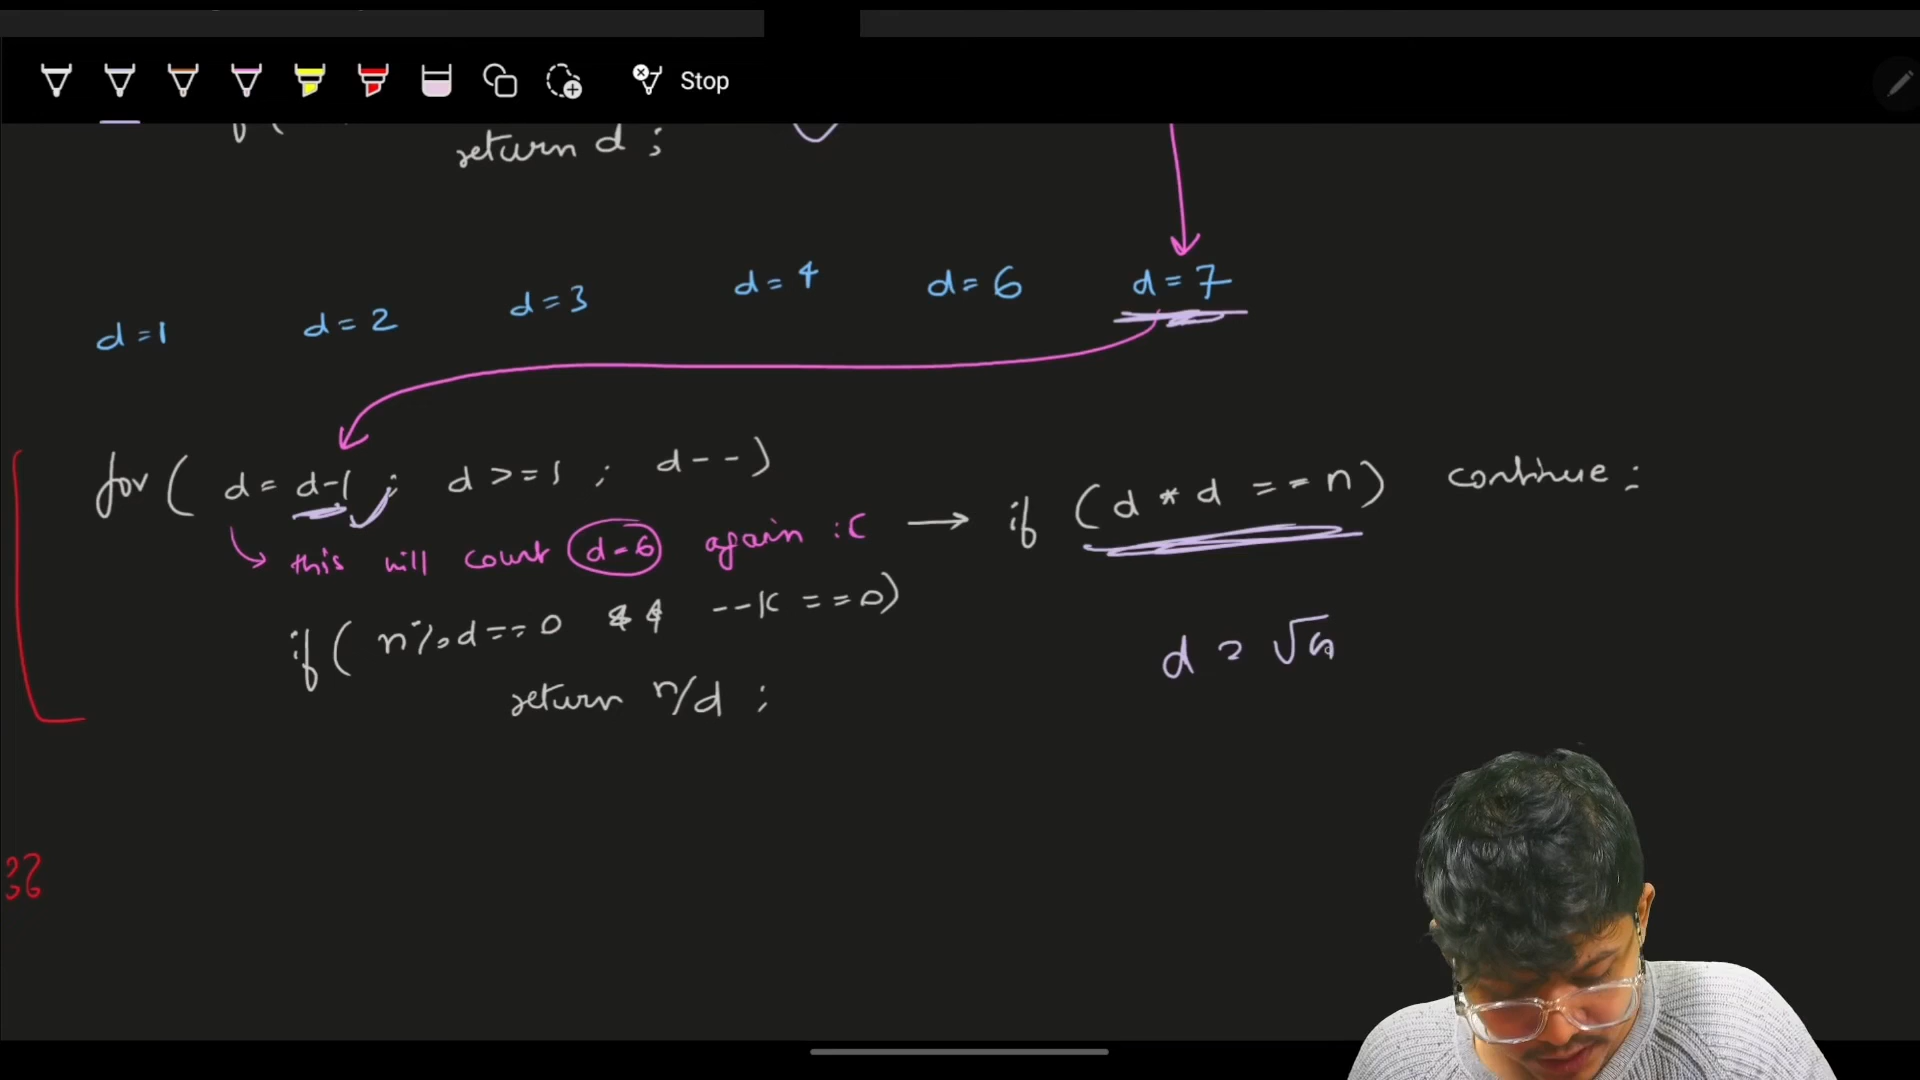 Stop
return d ;
d = 1 d = 2 d = 3 d = 4 d = 6 d = 7
for ( d = d-1 ; d >= 1 ; d -- )
this will count d=6 again :( → if ( d * d == n ) continue ;
if ( n % d == 0 && --k == 0 )
return n/d ;
d = √n
36